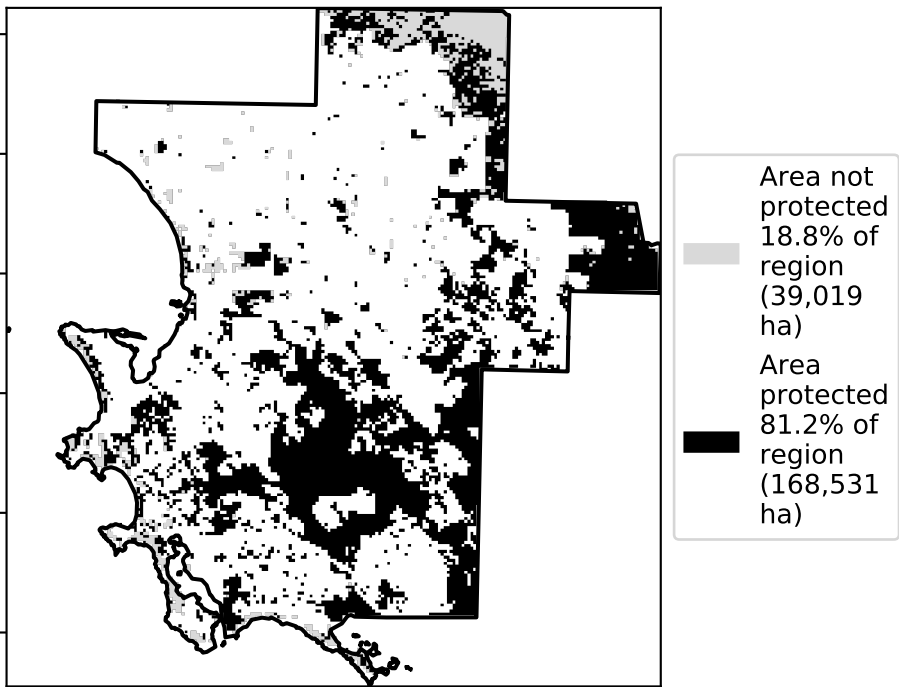 Area not
protected
18.8% of
region
(39,019
ha)
Area
protected
81.2% of
region
(168,531
ha)